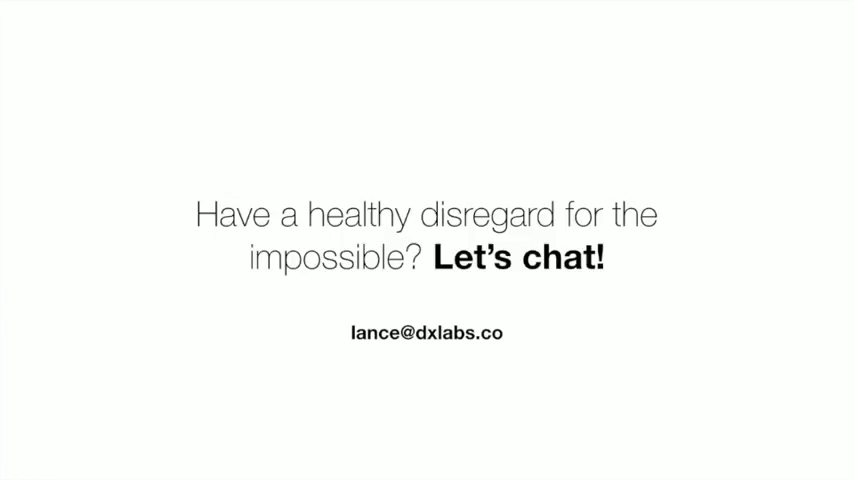 Have a healthy disregard for the
impossible? Let's chat!
lance@dxlabs.co